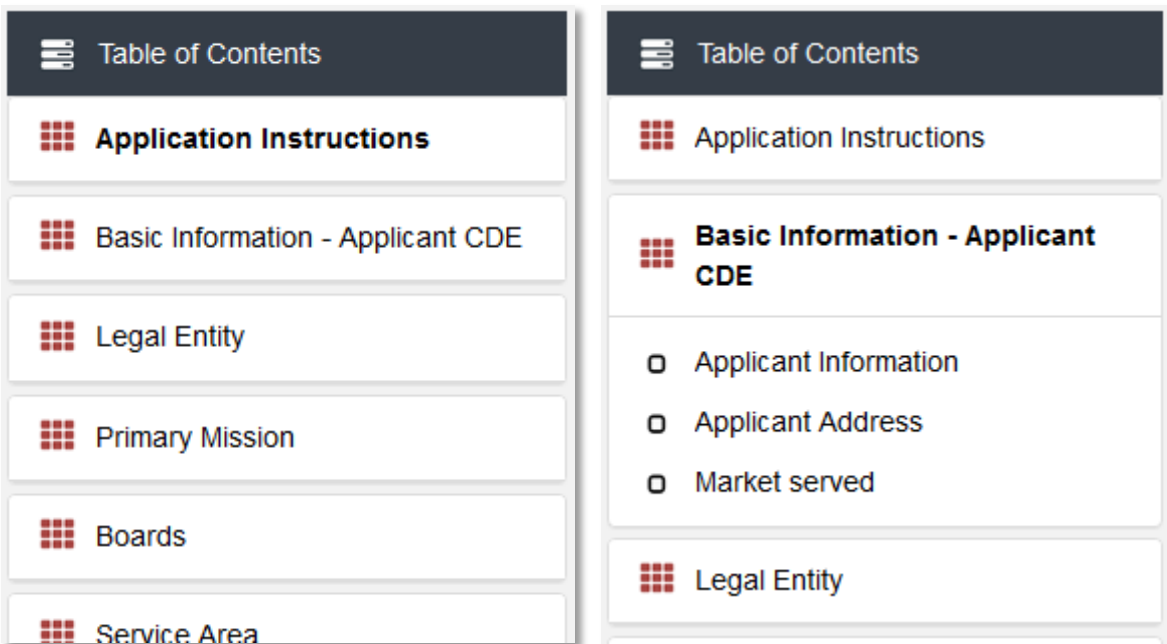 Table of Contents
Application Instructions
Basic Information - Applicant CDE
Legal Entity
Primary Mission
Boards
Service Area
Table of Contents
Application Instructions
Basic Information - Applicant
CDE
Applicant Information
Applicant Address
Market served
Legal Entity